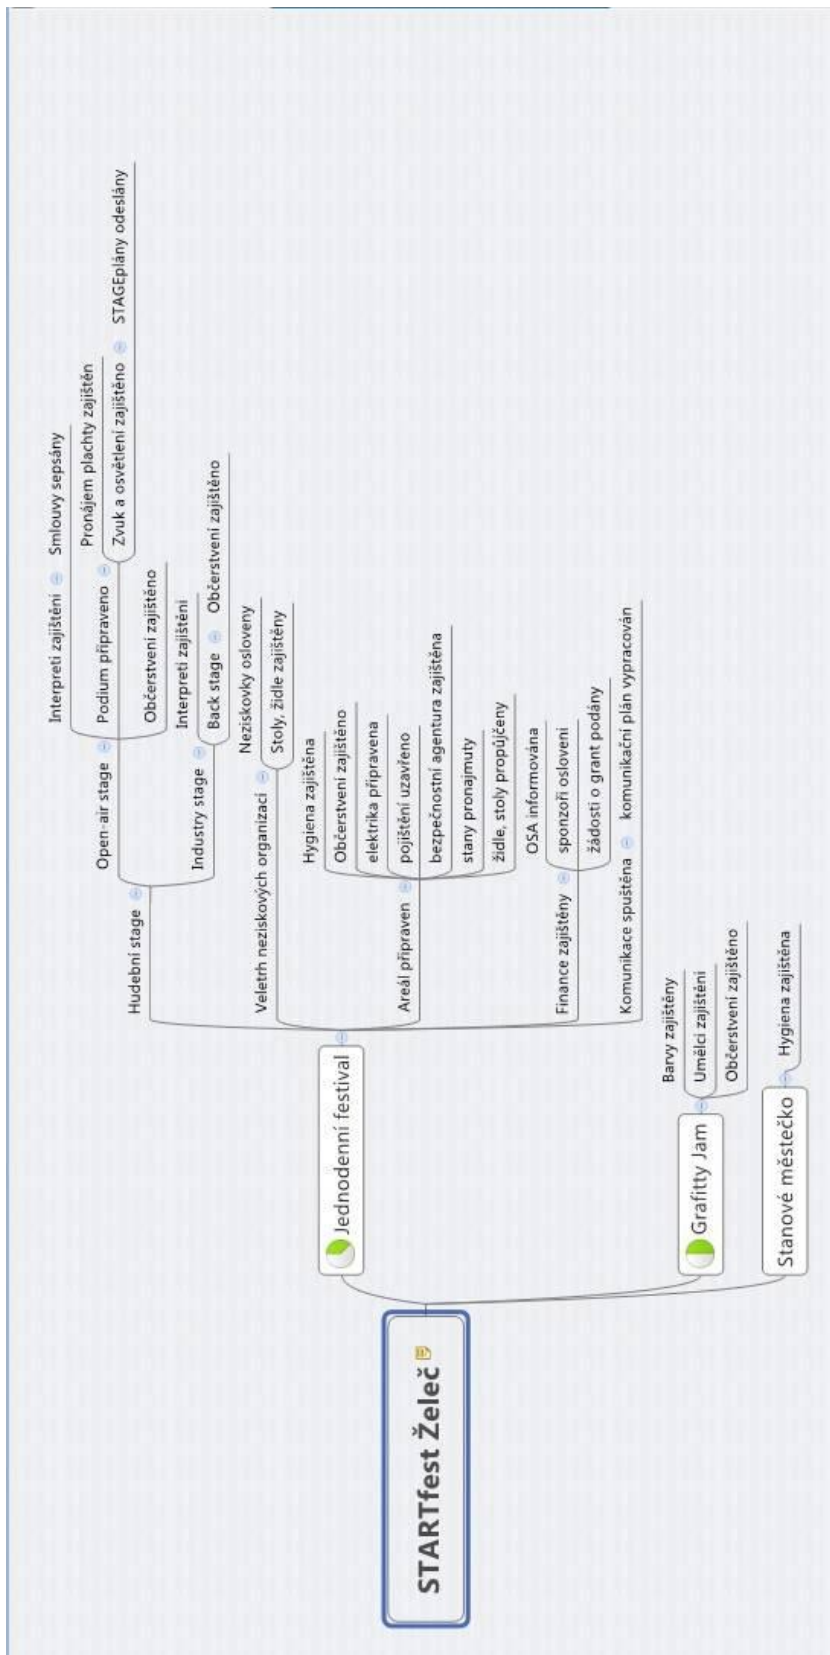 STARTfest Želeč
Jednodenní festival
Hudební stage
Open-air stage
Interpreti zajištěni
Smlouvy sepsány
Podium připraveno
Pronájem plachty zajištěn
Zvuk a osvětlení zajištěno
STAGEplány odeslány
Občerstvení zajištěno
Industry stage
Interpreti zajištěni
Back stage
Občerstvení zajištěno
Veletrh neziskových organizací
Neziskovky osloveny
Stoly, židle zajištěny
Areál připraven
Hygiena zajištěna
Občerstvení zajištěno
elektrika připravena
pojištění uzavřeno
bezpečnostní agentura zajištěna
stany pronajmuty
židle, stoly propůjčeny
Finance zajištěny
OSA informována
sponzoři osloveni
žádosti o grant podány
Komunikace spuštěna
komunikační plán vypracován
Grafitty Jam
Barvy zajištěny
Umělci zajištěni
Občerstvení zajištěno
Stanové městečko
Hygiena zajištěna